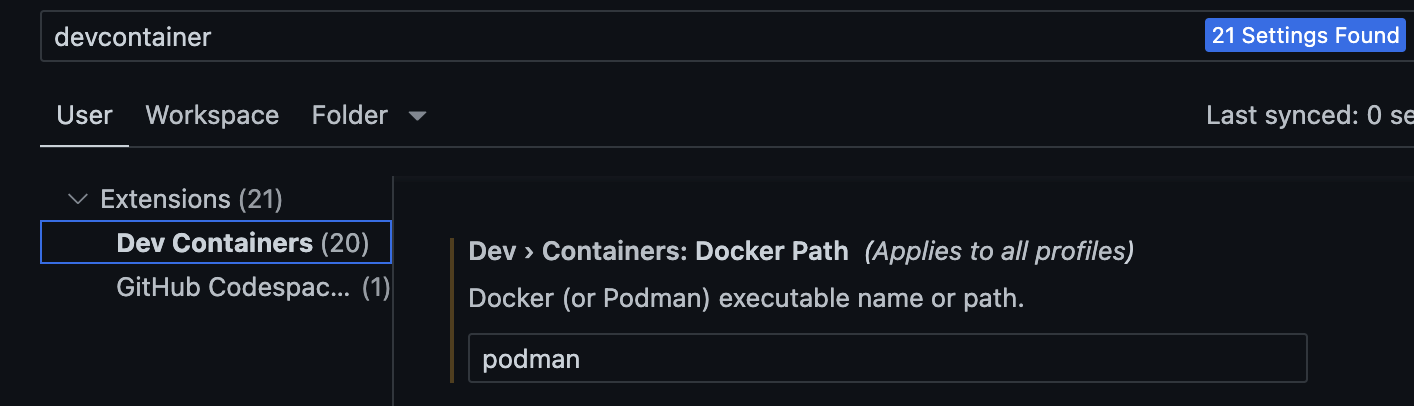 devcontainer
21 Settings Found
User Workspace Folder
Last synced: 0 se
Extensions (21)
Dev Containers (20)
GitHub Codespac... (1)
Dev › Containers: Docker Path (Applies to all profiles)
Docker (or Podman) executable name or path.
podman